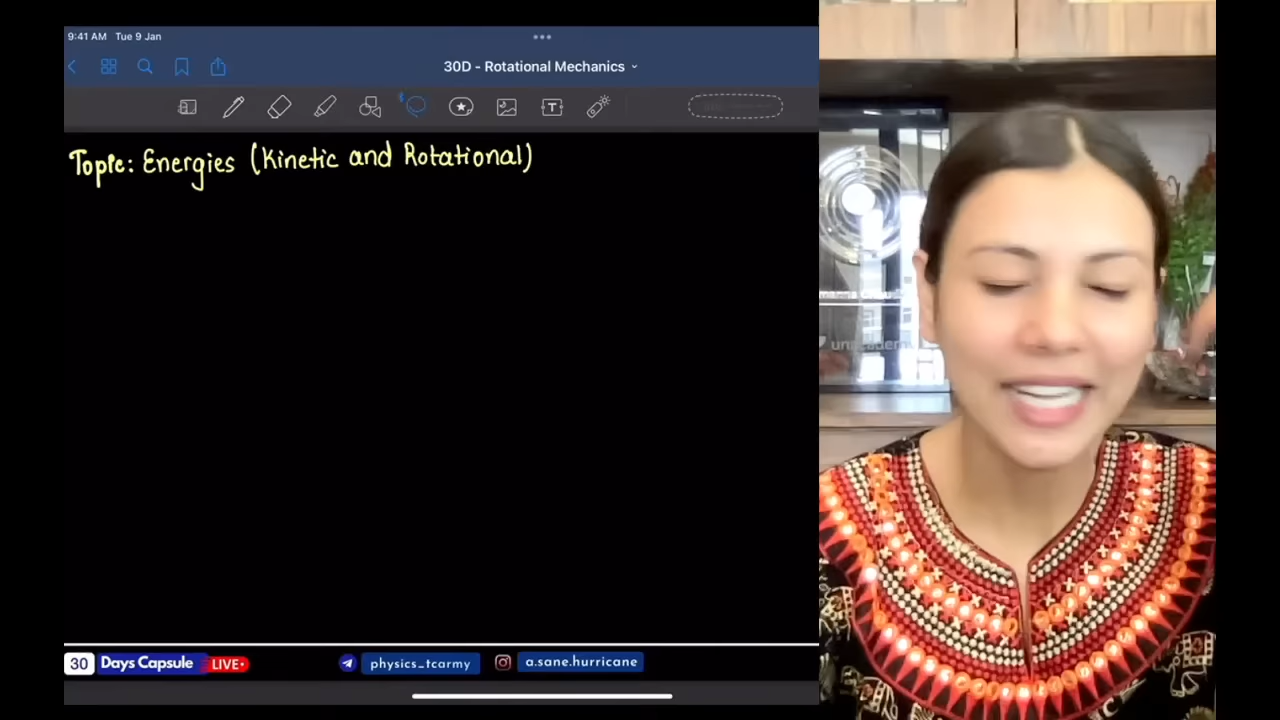 9:41 AM Tue 9 Jan
30D - Rotational Mechanics
Topic: Energies (Kinetic and Rotational)
unacademy
30 Days Capsule LIVE
physics_tcarmy
a.sane.hurricane